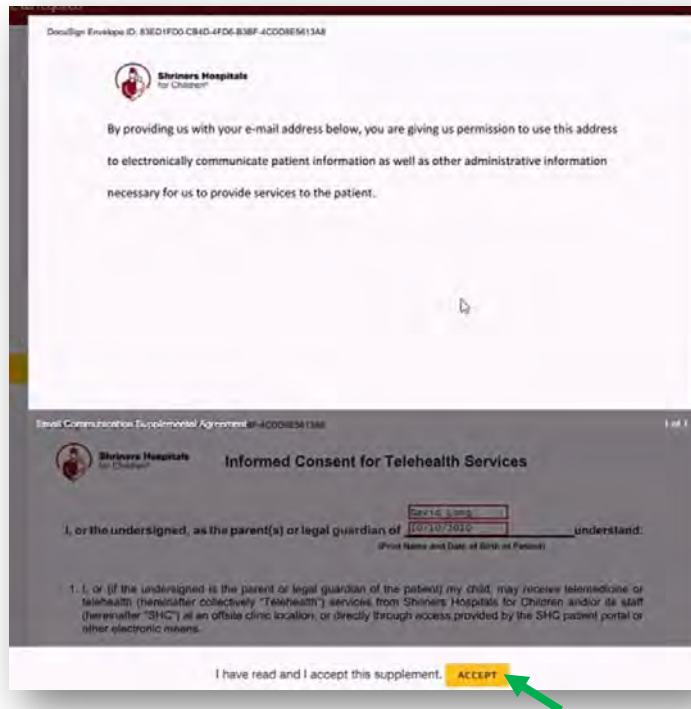 DocuSign Envelope ID: 83ED1FD0-CB4D-4FD6-B3BF-4CDD8E5613A8
Shriners Hospitals
for Children®
By providing us with your e-mail address below, you are giving us permission to use this address
to electronically communicate patient information as well as other administrative information
necessary for us to provide services to the patient.
Email Communication Supplemental Agreement
1 of 1
Shriners Hospitals
for Children®
Informed Consent for Telehealth Services
David Long
I, or the undersigned, as the parent(s) or legal guardian of 10/10/2010 understand:
(Print Name and Date of Birth of Patient)
1. I, or (if the undersigned is the parent or legal guardian of the patient) my child, may receive telemedicine or
telehealth (hereinafter collectively "Telehealth") services from Shriners Hospitals for Children and/or its staff
(hereinafter "SHC") at an offsite clinic location, or directly through access provided by the SHC patient portal or
other electronic means.
I have read and I accept this supplement. ACCEPT